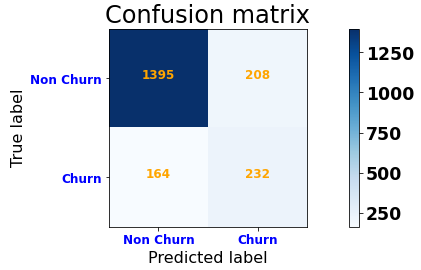 Confusion matrix
True label
Non Churn
1395
208
Churn
164
232
Non Churn
Churn
Predicted label
1250
1000
750
500
250